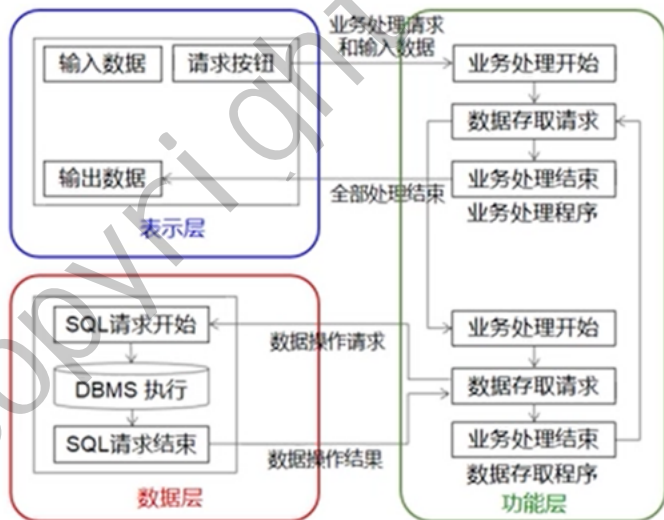 业务处理请求
和输入数据
输入数据
请求按钮
业务处理开始
数据存取请求
输出数据
全部处理结束
业务处理结束
业务处理程序
表示层
SQL请求开始
数据操作请求
业务处理开始
DBMS 执行
数据存取请求
SQL请求结束
数据操作结果
业务处理结束
数据存取程序
数据层
功能层
copyright